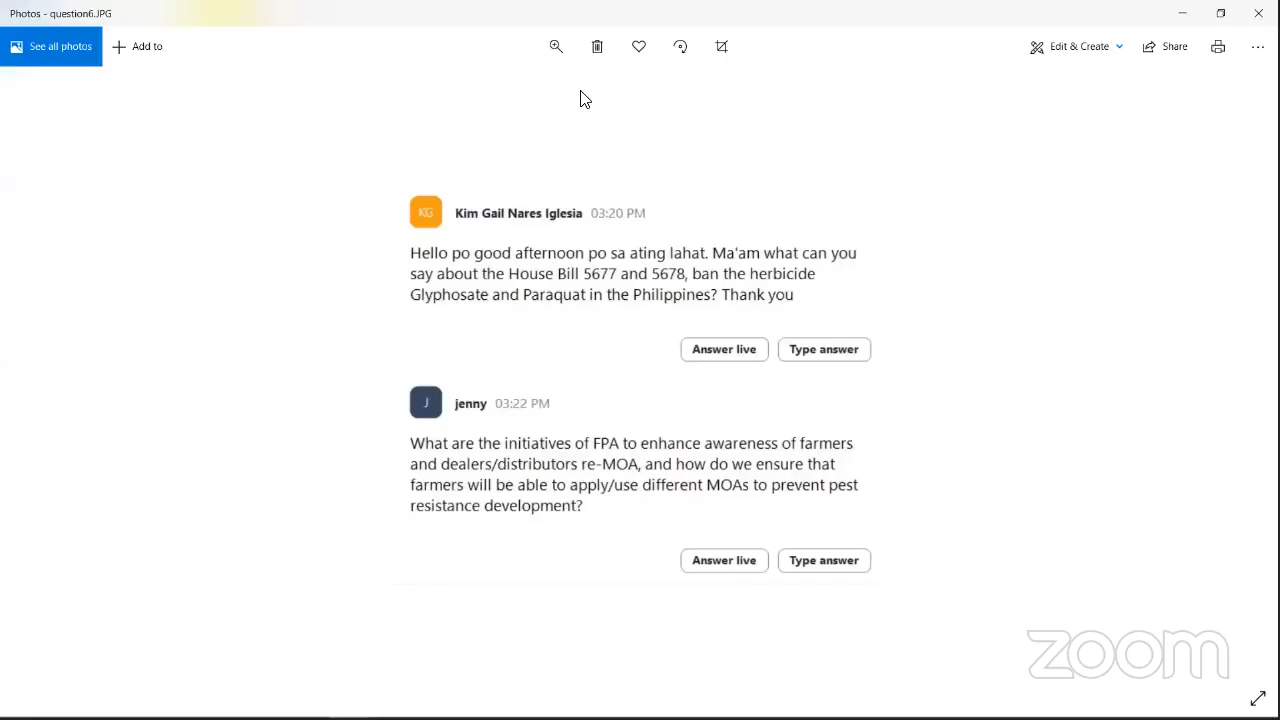 Photos - question6.JPG
See all photos
Add to
Edit & Create
Share
KG
Kim Gail Nares Iglesia 03:20 PM
Hello po good afternoon po sa ating lahat. Ma'am what can you
say about the House Bill 5677 and 5678, ban the herbicide
Glyphosate and Paraquat in the Philippines? Thank you
Answer live
Type answer
J
jenny 03:22 PM
What are the initiatives of FPA to enhance awareness of farmers
and dealers/distributors re-MOA, and how do we ensure that
farmers will be able to apply/use different MOAs to prevent pest
resistance development?
Answer live
Type answer
zoom